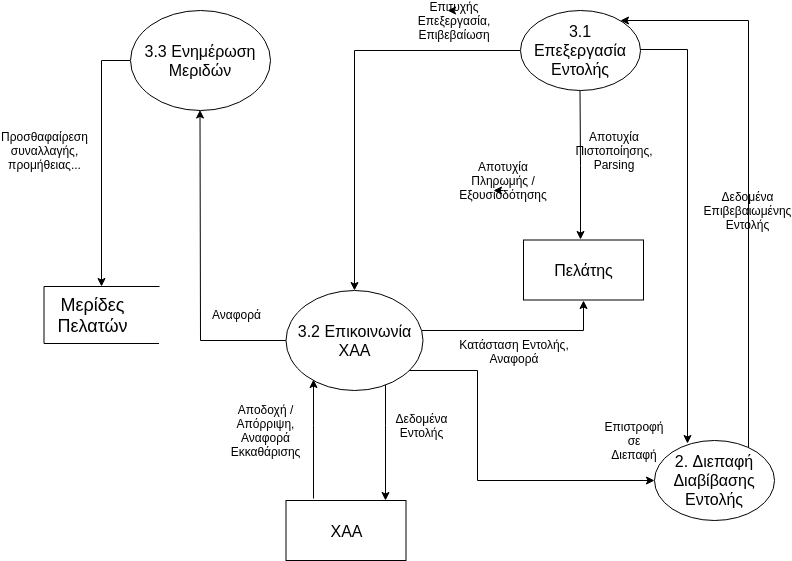 Επιτυχής
Επεξεργασία,
Επιβεβαίωση
3.1
Επεξεργασία
Εντολής
3.3 Ενημέρωση
Μεριδών
Προσθαφαίρεση
συναλλαγής,
προμήθειας...
Αποτυχία
Πιστοποίησης,
Parsing
Αποτυχία
Πληρωμής /
Εξουσιοδότησης
Δεδομένα
Επιβεβαιωμένης
Εντολής
Πελάτης
Μερίδες
Πελατών
Αναφορά
3.2 Επικοινωνία
ΧΑΑ
Κατάσταση Εντολής,
Αναφορά
Αποδοχή /
Απόρριψη,
Αναφορά
Εκκαθάρισης
Δεδομένα
Εντολής
Επιστροφή
σε
Διεπαφή
2. Διεπαφή
Διαβίβασης
Εντολής
ΧΑΑ